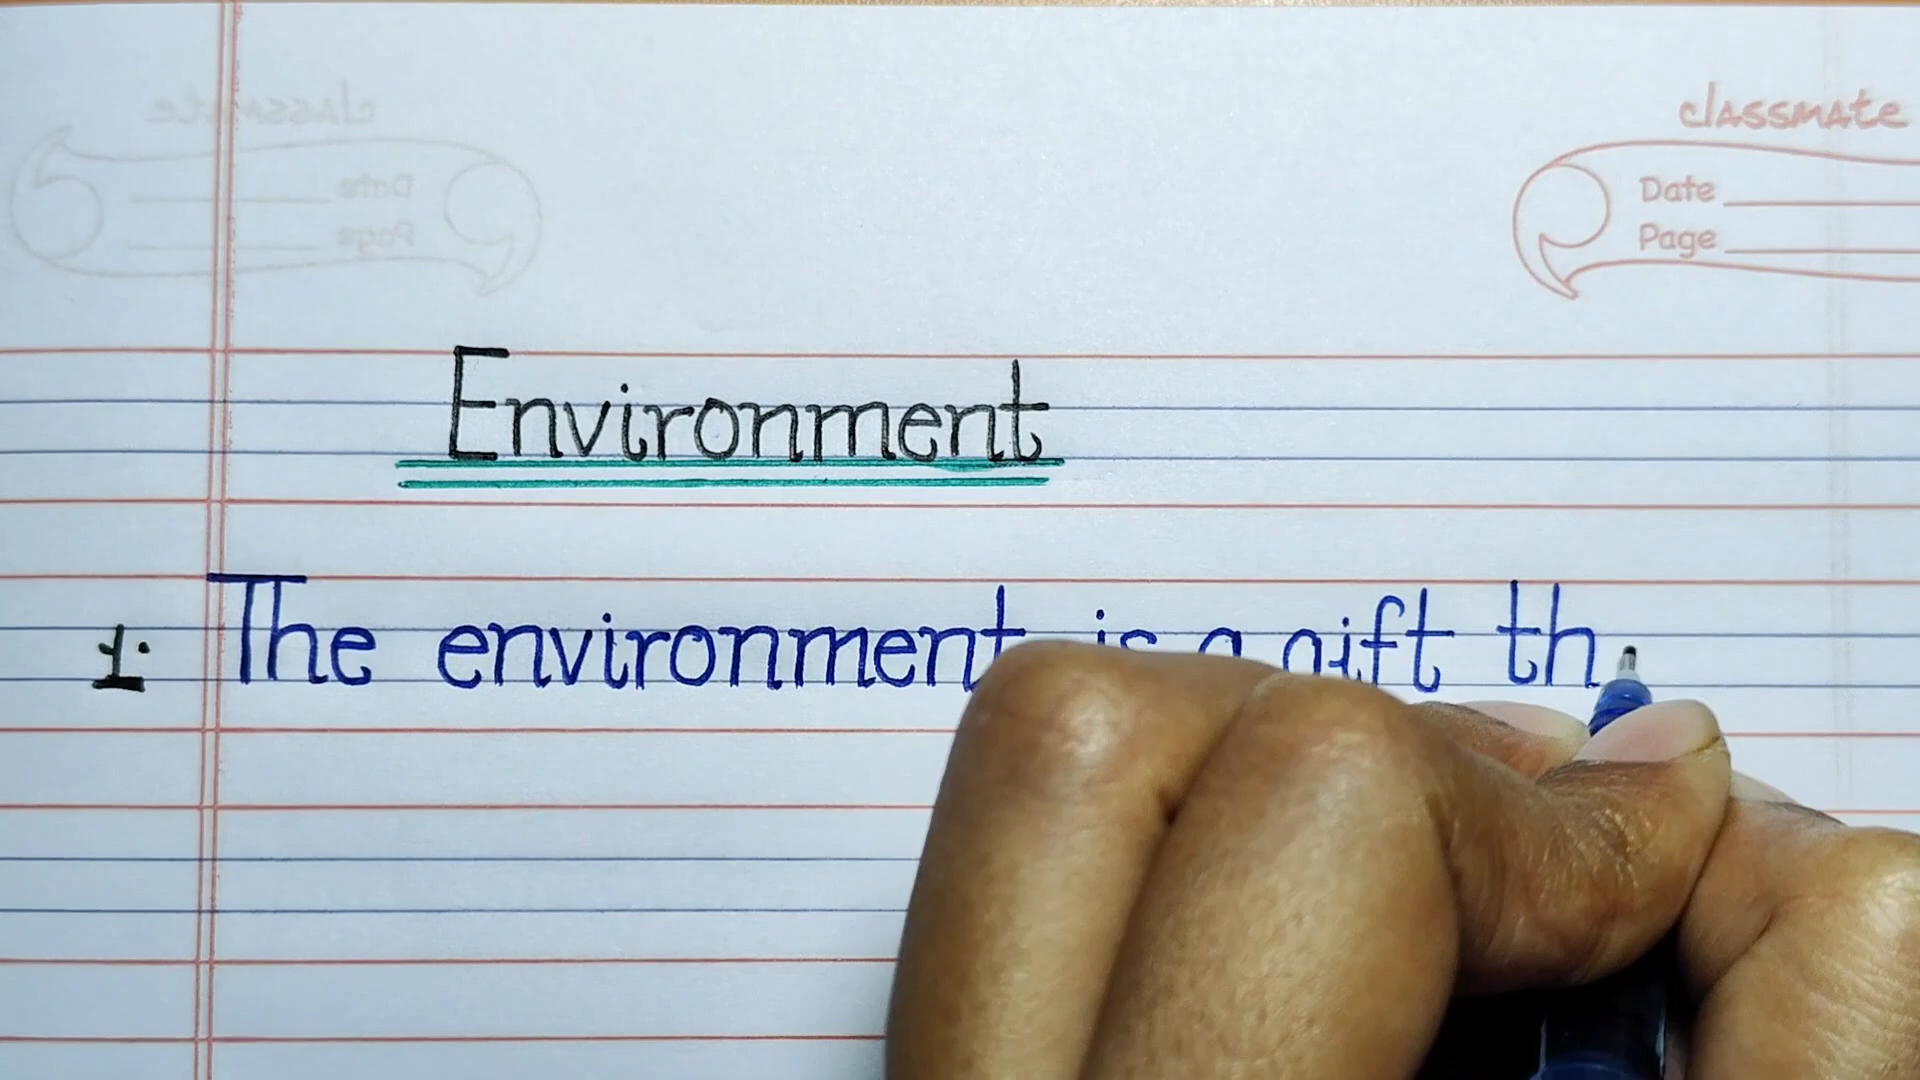 classmate
Date
Page
Environment
1. The environment is a gift th